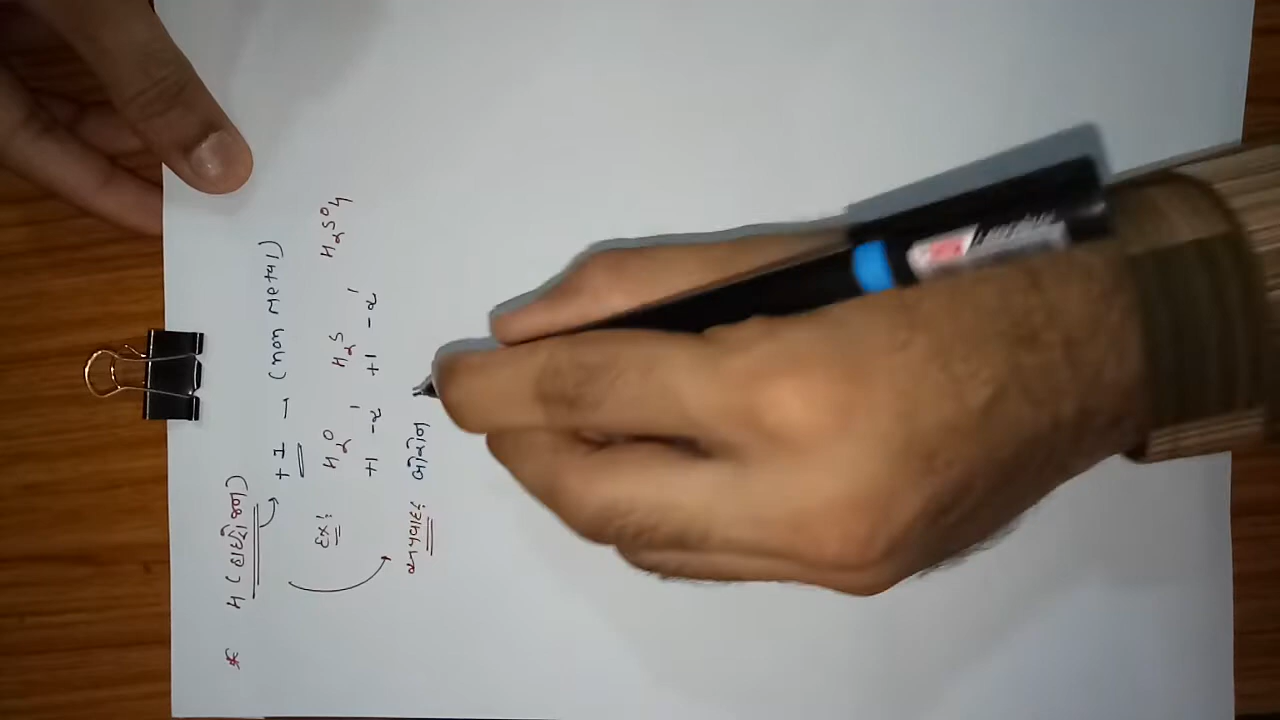 * H (હાઈડ્રોજન)
+1 → (non metal)
Ex: H2O H2S H2SO4
+1 -2 +1 -2
અપવાદ: